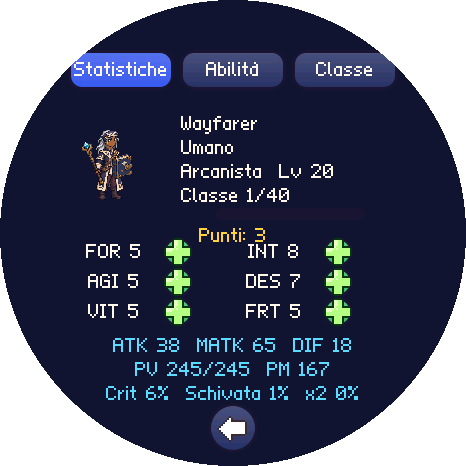 Statistiche Abilità Classe
Wayfarer
Umano
Arcanista Lv 20
Classe 1/40
Punti: 3
FOR 5 INT 8
AGI 5 DES 7
VIT 5 FRT 5
ATK 38 MATK 65 DIF 18
PV 245/245 PM 167
Crit 6% Schivata 1% x2 0%